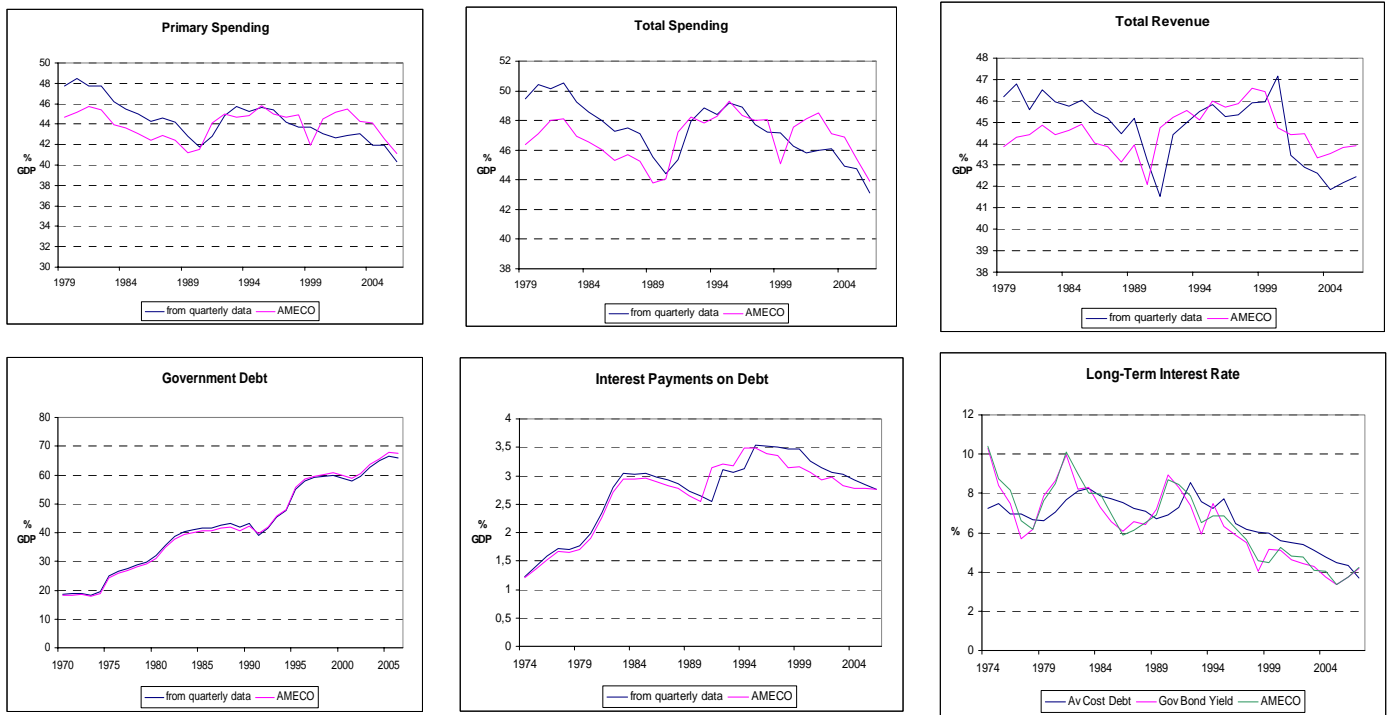 Primary Spending
50
48
46
44
42
40
38
36
34
32
30
%
GDP
1979 1984 1989 1994 1999 2004
from quarterly data AMECO
Total Spending
52
50
48
46
44
42
40
38
%
GDP
1979 1984 1989 1994 1999 2004
from quarterly data AMECO
Total Revenue
48
47
46
45
44
43
42
41
40
39
38
%
GDP
1979 1984 1989 1994 1999 2004
from quarterly data AMECO
Government Debt
80
70
60
50
40
30
20
10
0
%
GDP
1970 1975 1980 1985 1990 1995 2000 2005
from quarterly data AMECO
Interest Payments on Debt
4
3,5
3
2,5
2
1,5
1
0,5
0
%
GDP
1974 1979 1984 1989 1994 1999 2004
from quarterly data AMECO
Long-Term Interest Rate
12
10
8
6
4
2
0
%
1974 1979 1984 1989 1994 1999 2004
Av Cost Debt Gov Bond Yield AMECO